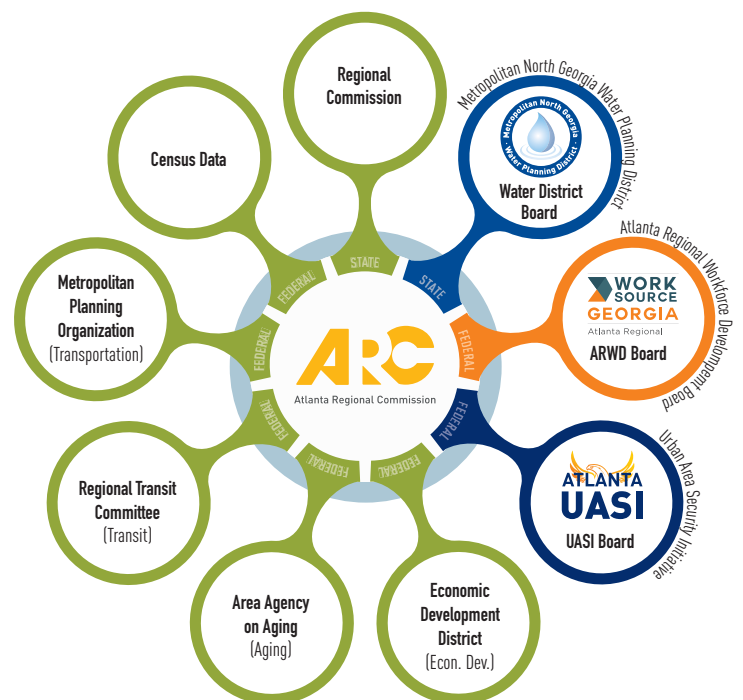 Regional
Commission
STATE
Metropolitan North Georgia Water Planning District
Metropolitan North Georgia
Water Planning District
Water District
Board
STATE
Atlanta Regional Workforce Develompemt Board
WORK
SOURCE
GEORGIA
Atlanta Regional
ARWD Board
FEDERAL
Urban Area Security Initiative
ATLANTA
UASI
UASI Board
FEDERAL
Economic
Development
District
(Econ. Dev.)
FEDERAL
Area Agency
on Aging
(Aging)
FEDERAL
Regional Transit
Committee
(Transit)
FEDERAL
Metropolitan
Planning
Organization
(Transportation)
FEDERAL
Census Data
FEDERAL
ARC
Atlanta Regional Commission